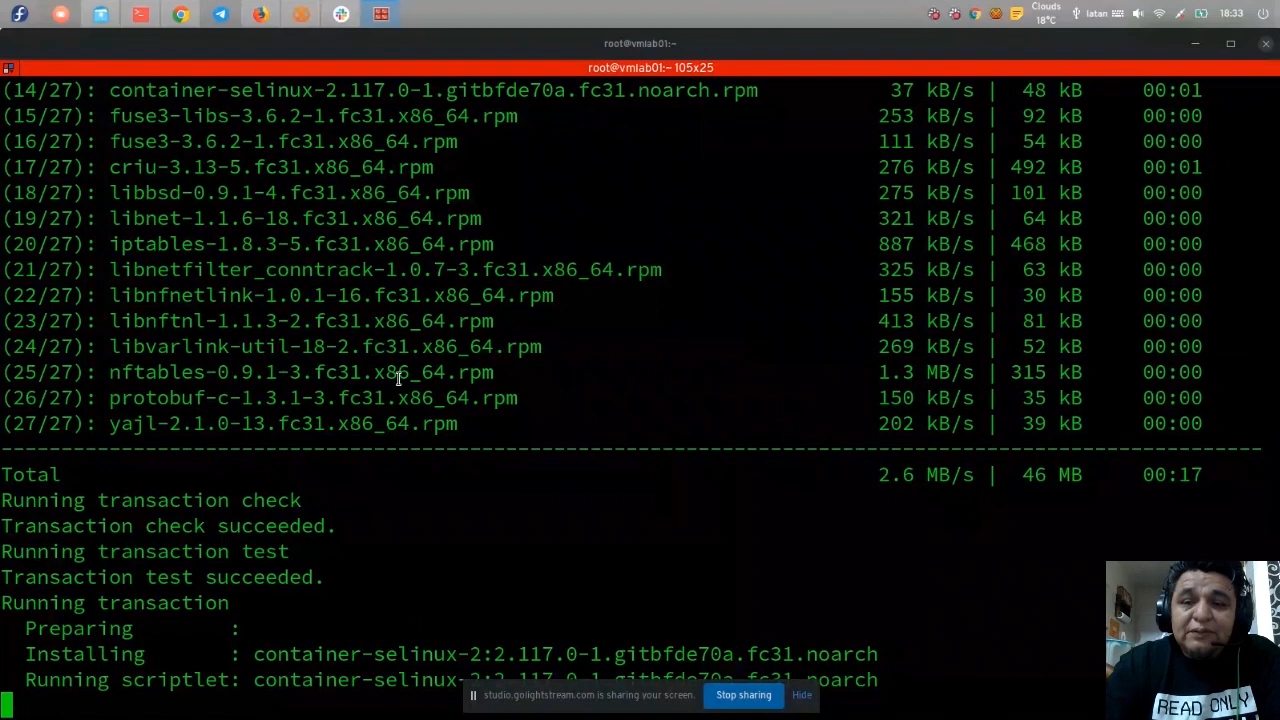 Clouds
18°C
latan
18:33
root@vmlab01:~
root@vmlab01:~ 105x25
(14/27): container-selinux-2.117.0-1.gitbfde70a.fc31.noarch.rpm 37 kB/s | 48 kB 00:01
(15/27): fuse3-libs-3.6.2-1.fc31.x86_64.rpm 253 kB/s | 92 kB 00:00
(16/27): fuse3-3.6.2-1.fc31.x86_64.rpm 111 kB/s | 54 kB 00:00
(17/27): criu-3.13-5.fc31.x86_64.rpm 276 kB/s | 492 kB 00:01
(18/27): libbsd-0.9.1-4.fc31.x86_64.rpm 275 kB/s | 101 kB 00:00
(19/27): libnet-1.1.6-18.fc31.x86_64.rpm 321 kB/s | 64 kB 00:00
(20/27): iptables-1.8.3-5.fc31.x86_64.rpm 887 kB/s | 468 kB 00:00
(21/27): libnetfilter_conntrack-1.0.7-3.fc31.x86_64.rpm 325 kB/s | 63 kB 00:00
(22/27): libnfnetlink-1.0.1-16.fc31.x86_64.rpm 155 kB/s | 30 kB 00:00
(23/27): libnftnl-1.1.3-2.fc31.x86_64.rpm 413 kB/s | 81 kB 00:00
(24/27): libvarlink-util-18-2.fc31.x86_64.rpm 269 kB/s | 52 kB 00:00
(25/27): nftables-0.9.1-3.fc31.x86_64.rpm 1.3 MB/s | 315 kB 00:00
(26/27): protobuf-c-1.3.1-3.fc31.x86_64.rpm 150 kB/s | 35 kB 00:00
(27/27): yajl-2.1.0-13.fc31.x86_64.rpm 202 kB/s | 39 kB 00:00
--------------------------------------------------------------------------------
Total 2.6 MB/s | 46 MB 00:17
Running transaction check
Transaction check succeeded.
Running transaction test
Transaction test succeeded.
Running transaction
Preparing :
Installing : container-selinux-2:2.117.0-1.gitbfde70a.fc31.noarch
Running scriptlet: container-selinux-2:2.117.0-1.gitbfde70a.fc31.noarch
studio.golightstream.com is sharing your screen. Stop sharing Hide
READ ONLY